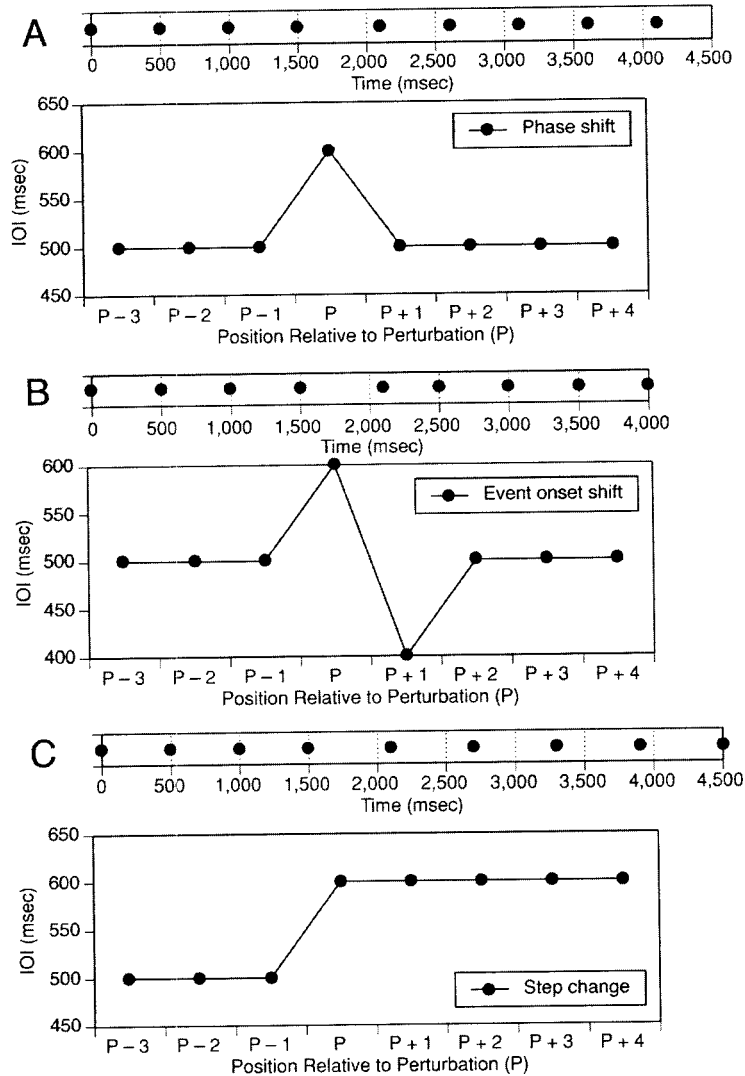 A
0 500 1,000 1,500 2,000 2,500 3,000 3,500 4,000 4,500
Time (msec)
650
600
550
500
450
IOI (msec)
Phase shift
P – 3 P – 2 P – 1 P P + 1 P + 2 P + 3 P + 4
Position Relative to Perturbation (P)
B
0 500 1,000 1,500 2,000 2,500 3,000 3,500 4,000
Time (msec)
600
550
500
450
400
IOI (msec)
Event onset shift
P – 3 P – 2 P – 1 P P + 1 P + 2 P + 3 P + 4
Position Relative to Perturbation (P)
C
0 500 1,000 1,500 2,000 2,500 3,000 3,500 4,000 4,500
Time (msec)
650
600
550
500
450
IOI (msec)
Step change
P – 3 P – 2 P – 1 P P + 1 P + 2 P + 3 P + 4
Position Relative to Perturbation (P)